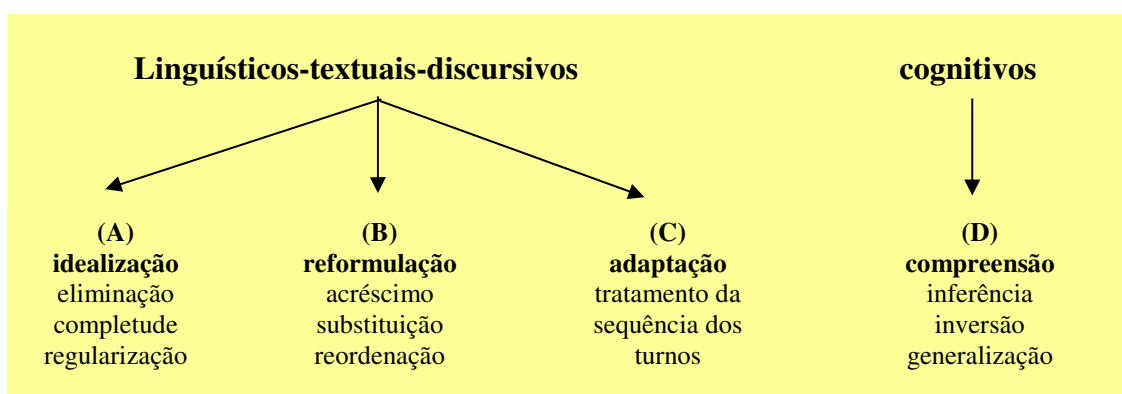 Linguísticos-textuais-discursivos
cognitivos
(A)
idealização
eliminação
completude
regularização
(B)
reformulação
acréscimo
substituição
reordenação
(C)
adaptação
tratamento da
sequência dos
turnos
(D)
compreensão
inferência
inversão
generalização